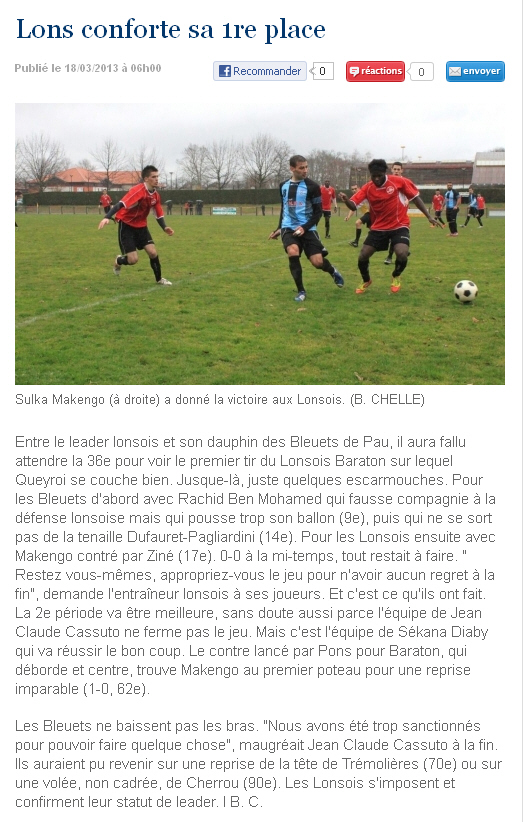 Lons conforte sa 1re place
Publié le 18/03/2013 à 06h00
Recommander 0 réactions 0 envoyer
Sulka Makengo (à droite) a donné la victoire aux Lonsois. (B. CHELLE)
Entre le leader lonsois et son dauphin des Bleuets de Pau, il aura fallu
attendre la 36e pour voir le premier tir du Lonsois Baraton sur lequel
Queyroi se couche bien. Jusque-là, juste quelques escarmouches. Pour
les Bleuets d'abord avec Rachid Ben Mohamed qui fausse compagnie à la
défense lonsoise mais qui pousse trop son ballon (9e), puis qui ne se sort
pas de la tenaille Dufauret-Pagliardini (14e). Pour les Lonsois ensuite avec
Makengo contré par Ziné (17e). 0-0 à la mi-temps, tout restait à faire. "
Restez vous-mêmes, appropriez-vous le jeu pour n'avoir aucun regret à la
fin", demande l'entraîneur lonsois à ses joueurs. Et c'est ce qu'ils ont fait.
La 2e période va être meilleure, sans doute aussi parce l'équipe de Jean
Claude Cassuto ne ferme pas le jeu. Mais c'est l'équipe de Sékana Diaby
qui va réussir le bon coup. Le contre lancé par Pons pour Baraton, qui
déborde et centre, trouve Makengo au premier poteau pour une reprise
imparable (1-0, 62e).
Les Bleuets ne baissent pas les bras. "Nous avons été trop sanctionnés
pour pouvoir faire quelque chose", maugréait Jean Claude Cassuto à la fin.
Ils auraient pu revenir sur une reprise de la tête de Trémolières (70e) ou sur
une volée, non cadrée, de Cherrou (90e). Les Lonsois s'imposent et
confirment leur statut de leader. I B. C.